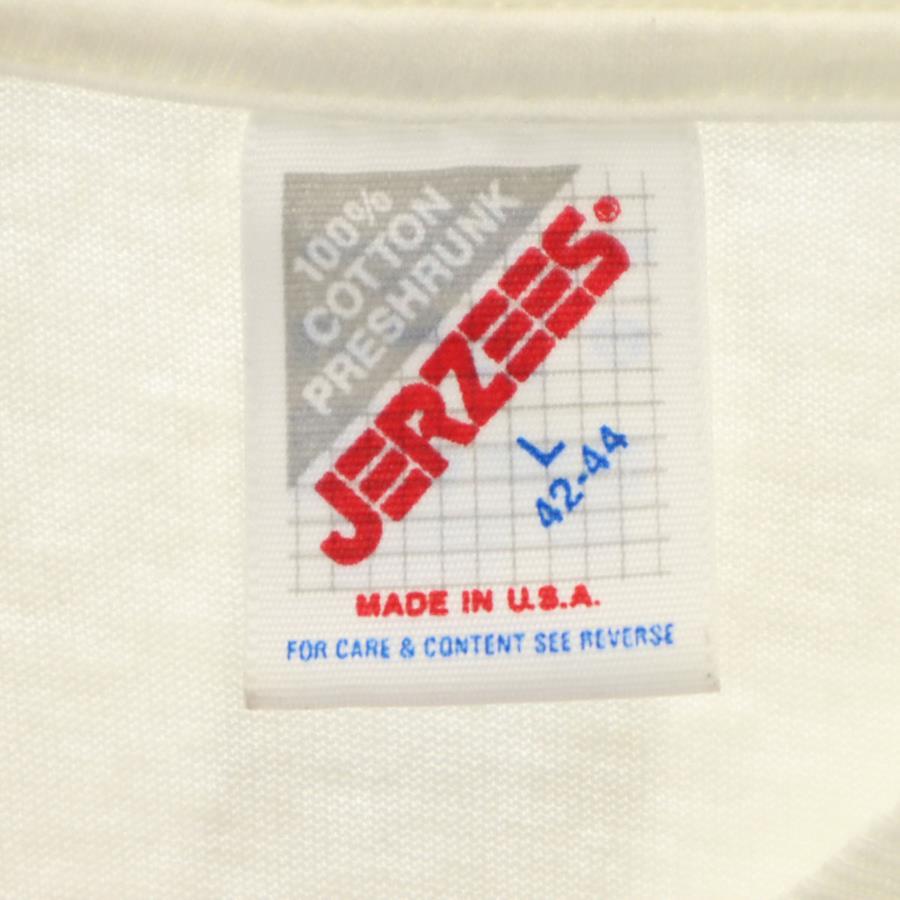 100%
COTTON
PRESHRUNK
JERZEES®
L
42-44
MADE IN U.S.A.
FOR CARE & CONTENT SEE REVERSE